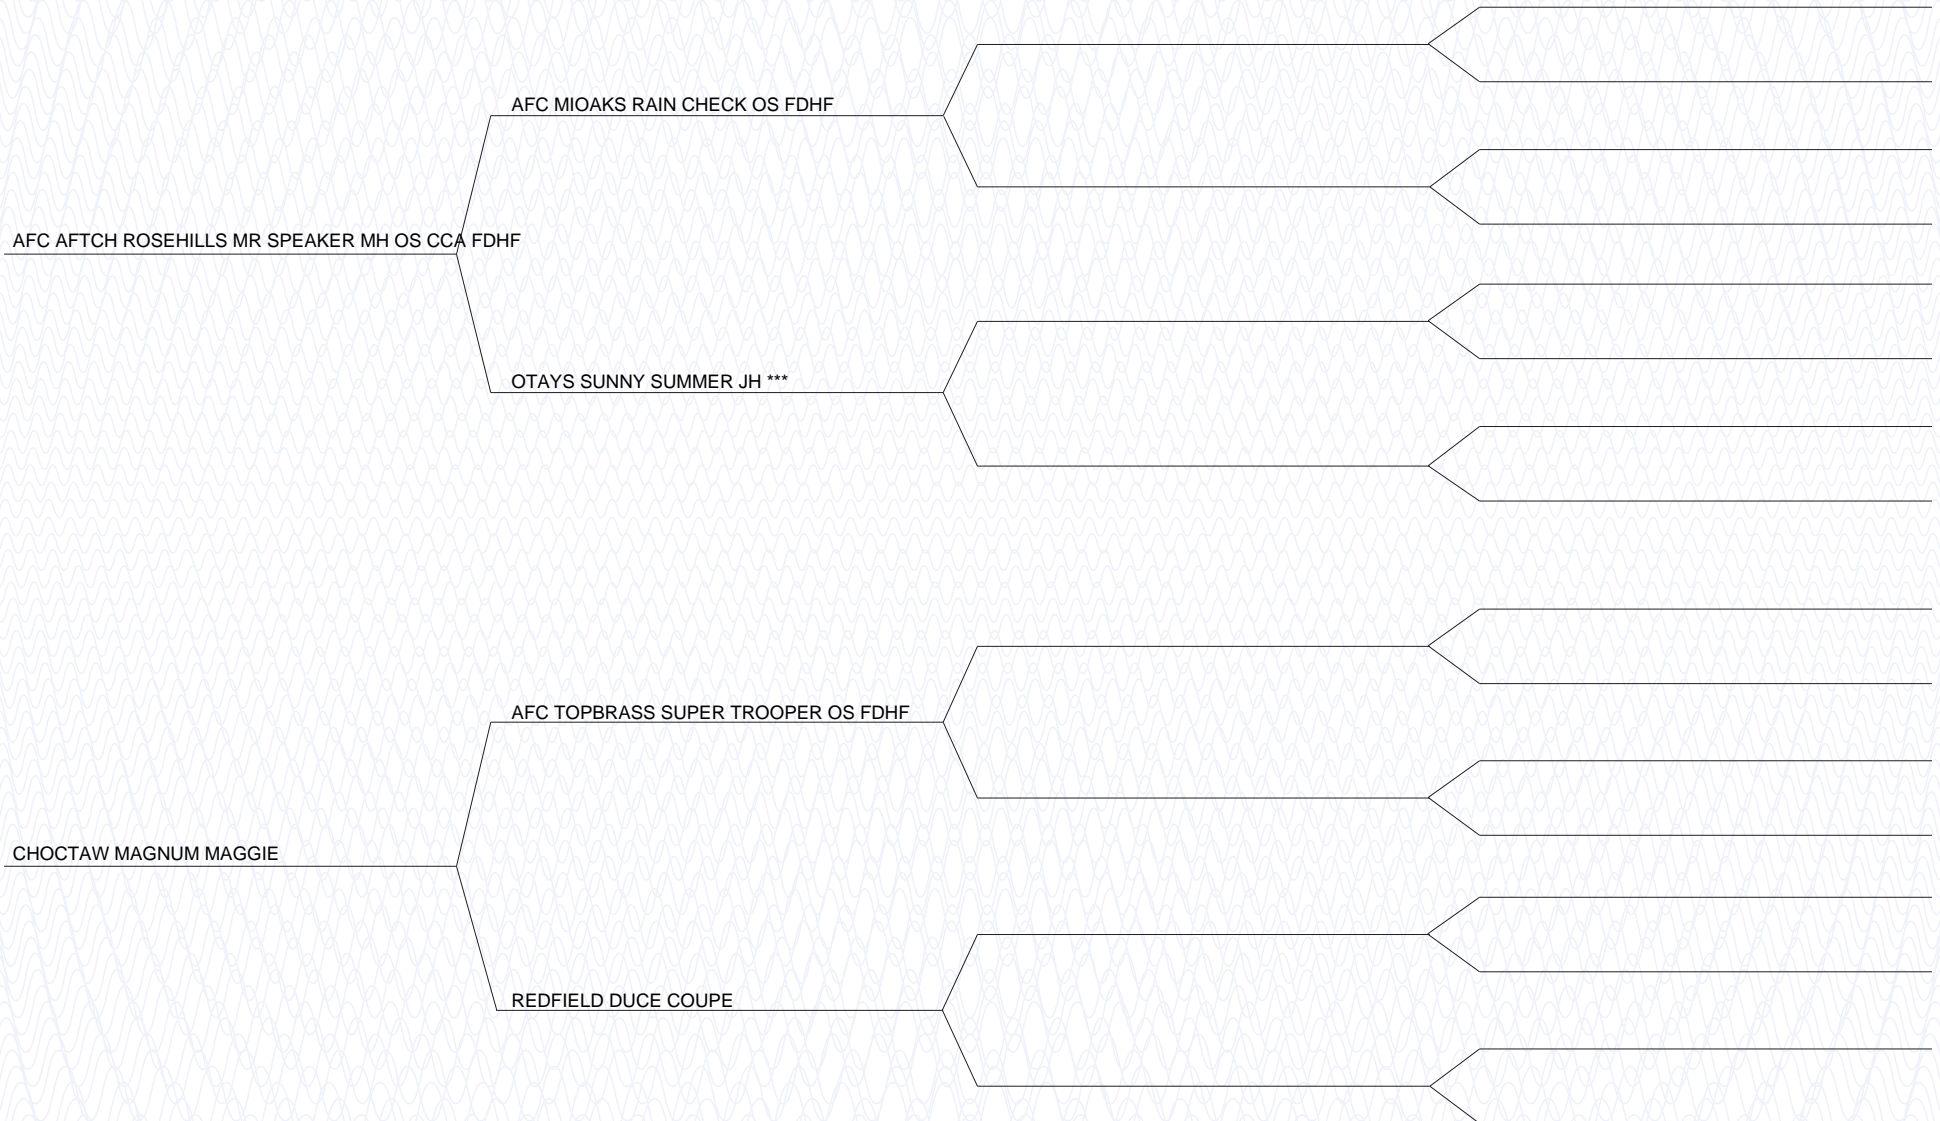 AFC MIOAKS RAIN CHECK OS FDHF
AFC AFTCH ROSEHILLS MR SPEAKER MH OS CCA FDHF
OTAYS SUNNY SUMMER JH ***
AFC TOPBRASS SUPER TROOPER OS FDHF
CHOCTAW MAGNUM MAGGIE
REDFIELD DUCE COUPE